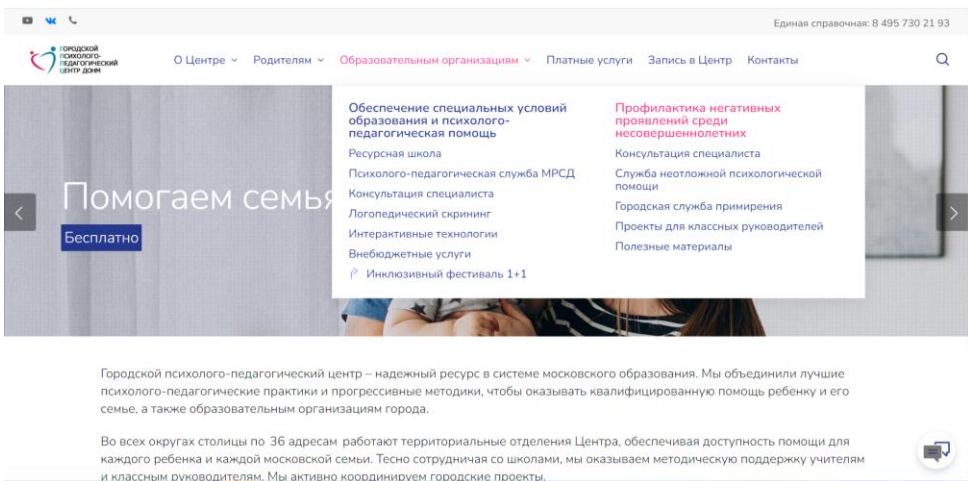 Единая справочная: 8 495 730 21 93
ГОРОДСКОЙ
ПСИХОЛОГО-
ПЕДАГОГИЧЕСКИЙ
ЦЕНТР ДОНМ
О Центре Родителям Образовательным организациям Платные услуги Запись в Центр Контакты
Обеспечение специальных условий
образования и психолого-
педагогическая помощь
Ресурсная школа
Психолого-педагогическая служба МРСД
Консультация специалиста
Логопедический скрининг
Интерактивные технологии
Внебюджетные услуги
Инклюзивный фестиваль 1+1
Профилактика негативных
проявлений среди
несовершеннолетних
Консультация специалиста
Служба неотложной психологической
помощи
Городская служба примирения
Проекты для классных руководителей
Полезные материалы
Помогаем семь
Бесплатно
Городской психолого-педагогический центр – надежный ресурс в системе московского образования. Мы объединили лучшие
психолого-педагогические практики и прогрессивные методики, чтобы оказывать квалифицированную помощь ребенку и его
семье, а также образовательным организациям города.
Во всех округах столицы по 36 адресам работают территориальные отделения Центра, обеспечивая доступность помощи для
каждого ребенка и каждой московской семьи. Тесно сотрудничая со школами, мы оказываем методическую поддержку учителям
и классным руководителям. Мы активно координируем городские проекты.